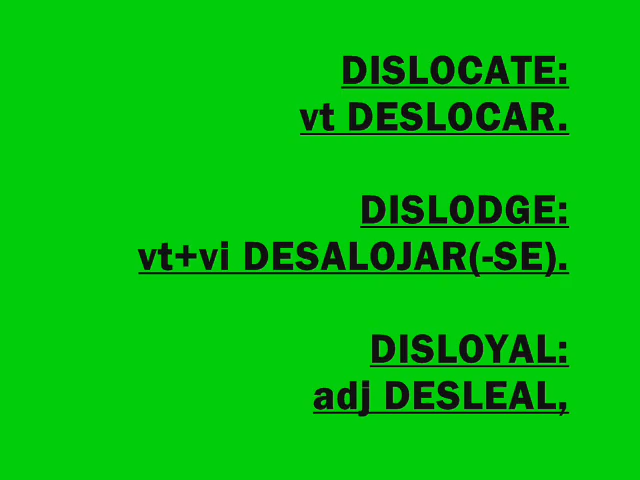 DISLOCATE:
vt DESLOCAR.
DISLODGE:
vt+vi DESALOJAR(-SE).
DISLOYAL:
adj DESLEAL,